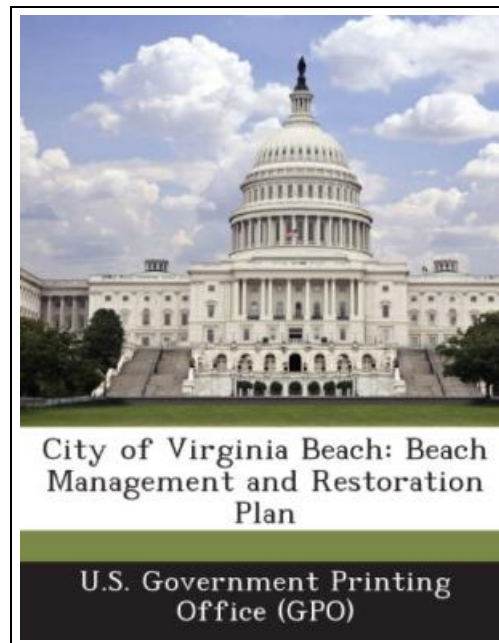 City of Virginia Beach: Beach
Management and Restoration
Plan
U.S. Government Printing
Office (GPO)